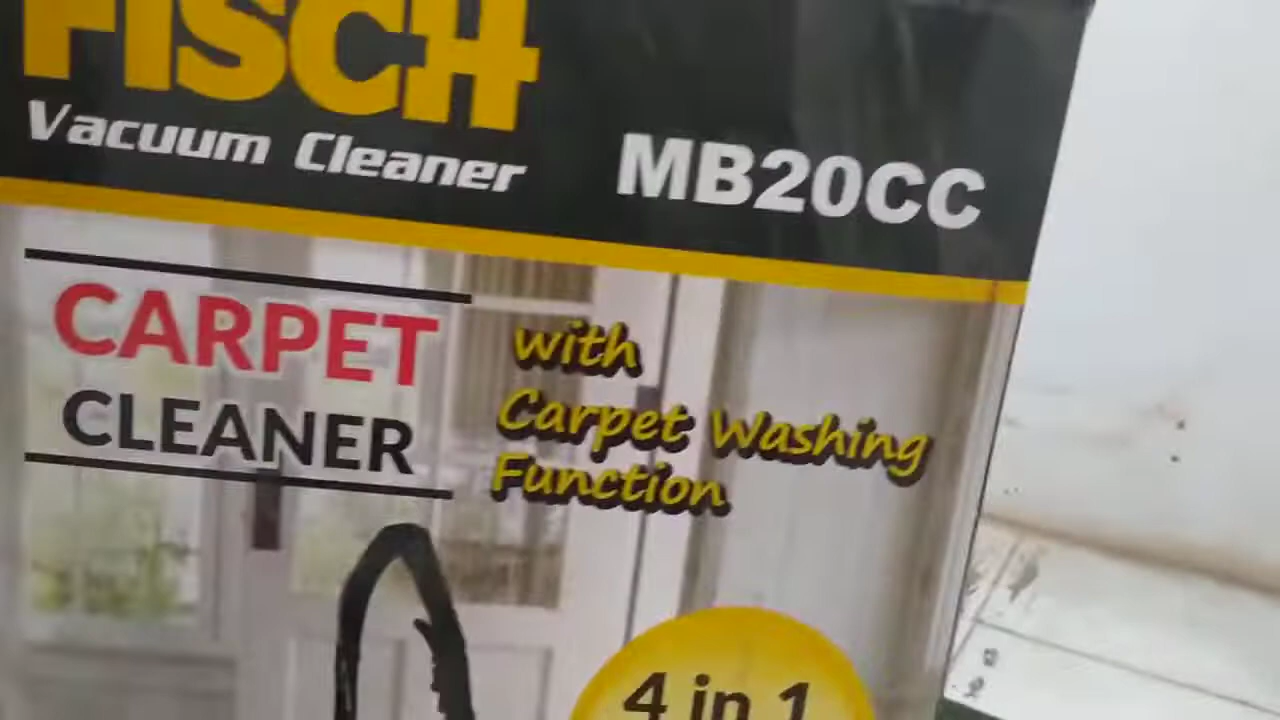 FISCH
Vacuum Cleaner
MB20CC
CARPET
CLEANER
with
Carpet Washing
Function
4 in 1